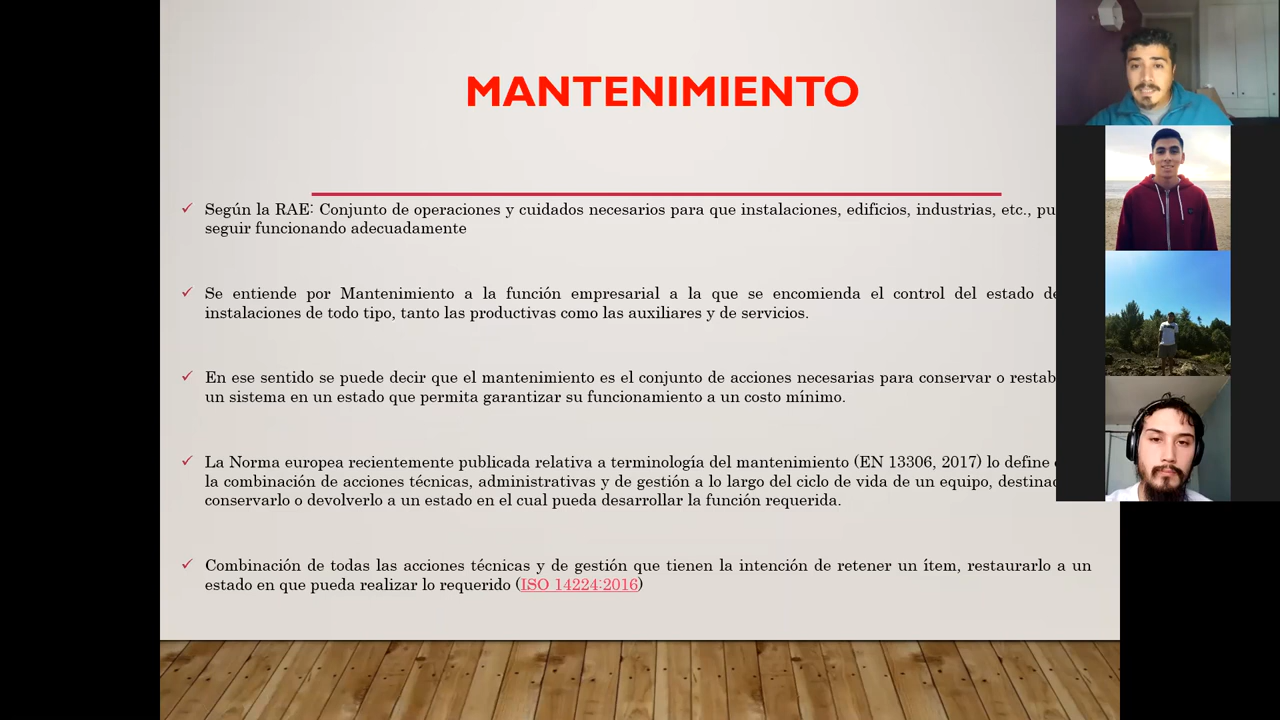 MANTENIMIENTO
✓ Según la RAE: Conjunto de operaciones y cuidados necesarios para que instalaciones, edificios, industrias, etc.,
seguir funcionando adecuadamente
✓ Se entiende por Mantenimiento a la función empresarial a la que se encomienda el control del estado
instalaciones de todo tipo, tanto las productivas como las auxiliares y de servicios.
✓ En ese sentido se puede decir que el mantenimiento es el conjunto de acciones necesarias para conservar o
un sistema en un estado que permita garantizar su funcionamiento a un costo mínimo.
✓ La Norma europea recientemente publicada relativa a terminología del mantenimiento (EN 13306, 2017) lo define
la combinación de acciones técnicas, administrativas y de gestión a lo largo del ciclo de vida de un equipo,
conservarlo o devolverlo a un estado en el cual pueda desarrollar la función requerida.
✓ Combinación de todas las acciones técnicas y de gestión que tienen la intención de retener un ítem, restaurarlo a un
estado en que pueda realizar lo requerido (ISO 14224:2016)